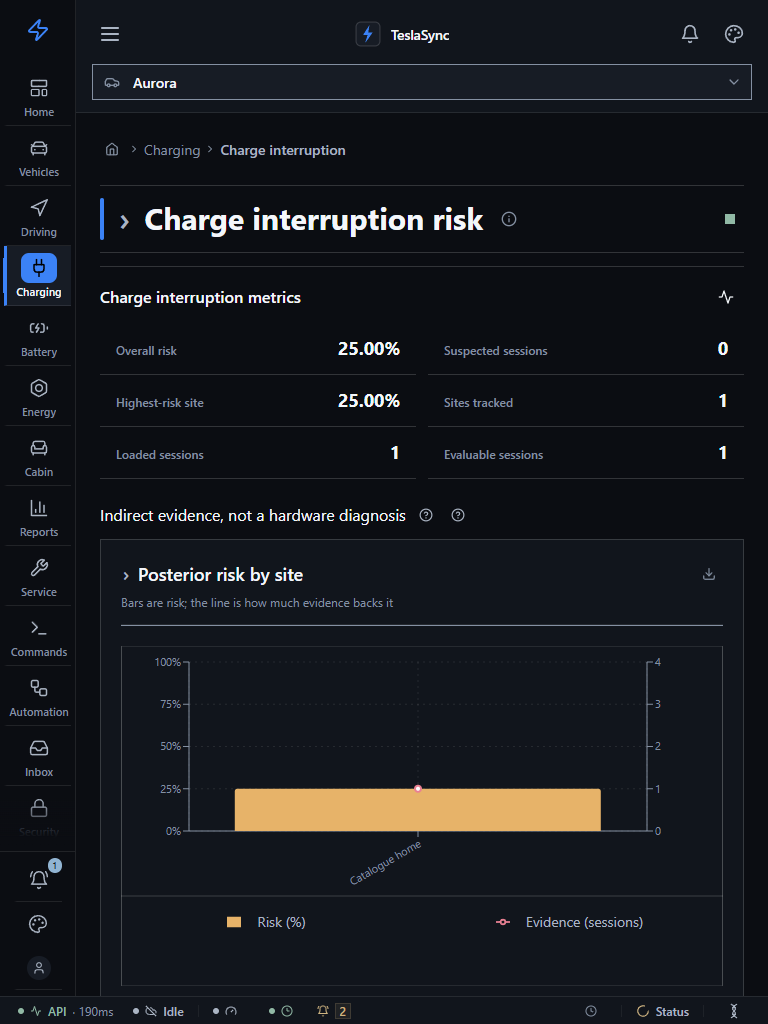 TeslaSync
Aurora
Home
Vehicles
Driving
Charging
Battery
Energy
Cabin
Reports
Service
Commands
Automation
Inbox
Security
1
Charging
Charge interruption
Charge interruption risk
Charge interruption metrics
Overall risk 25.00%
Suspected sessions 0
Highest-risk site 25.00%
Sites tracked 1
Loaded sessions 1
Evaluable sessions 1
Indirect evidence, not a hardware diagnosis
Posterior risk by site
Bars are risk; the line is how much evidence backs it
100% 4
75% 3
50% 2
25% 1
0% 0
Catalogue home
Risk (%) Evidence (sessions)
API · 190ms Idle 2 Status